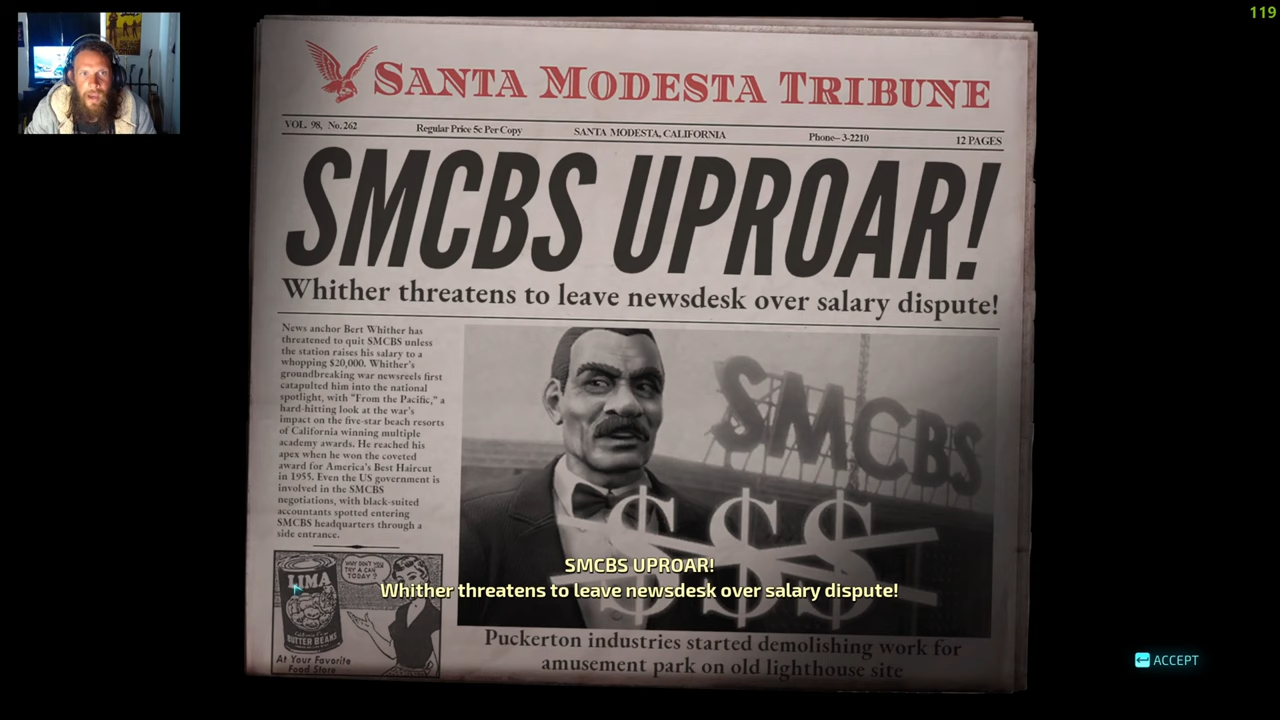 119
SANTA MODESTA TRIBUNE
VOL. 98, No. 262 Regular Price 5c Per Copy SANTA MODESTA, CALIFORNIA Phone—3-2210 12 PAGES
SMCBS UPROAR!
Whither threatens to leave newsdesk over salary dispute!
News anchor Bert Whither has
threatened to quit SMCBS unless
the station raises his salary to a
whopping $20,000. Whither's
groundbreaking war newsreels first
catapulted him into the national
spotlight, with "From the Pacific," a
hard-hitting look at the war's
impact on the five-star beach resorts
of California winning multiple
academy awards. He reached his
apex when he won the coveted
award for America's Best Haircut
in 1955. Even the US government is
involved in the SMCBS
negotiations, with black-suited
accountants spotted entering
SMCBS headquarters through a
side entrance.
SMCBS
$$$
WHY DON'T YOU
TRY A CAN
TODAY?
LIMA
BUTTER BEANS
At Your Favorite
Food Store
SMCBS UPROAR!
Whither threatens to leave newsdesk over salary dispute!
Puckerton industries started demolishing work for
amusement park on old lighthouse site
ACCEPT